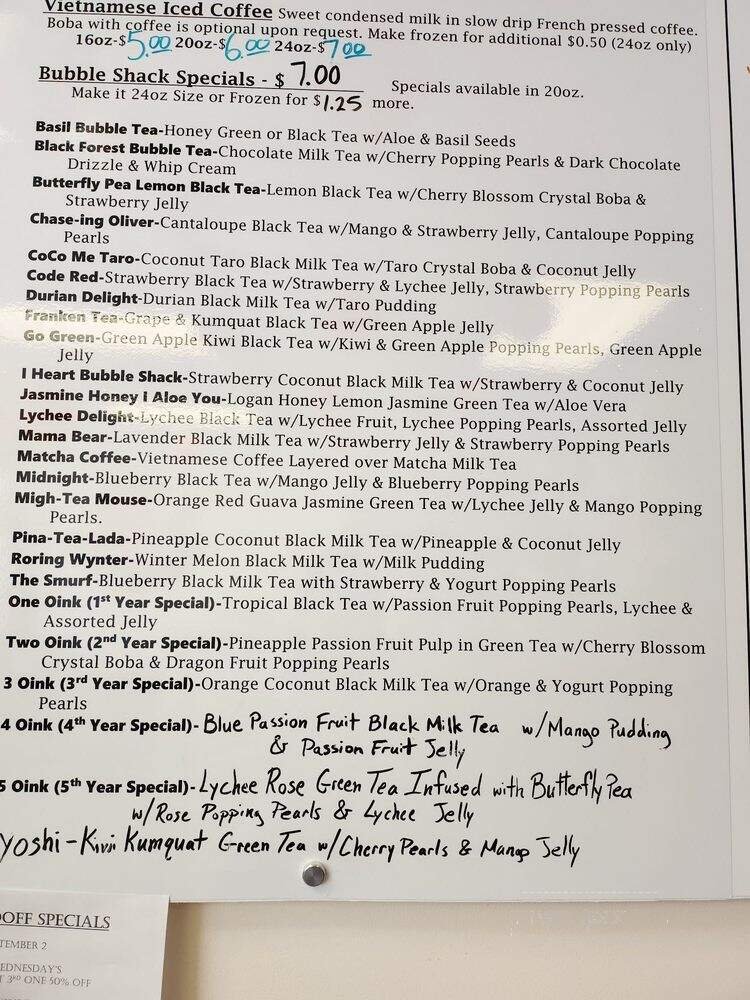 Vietnamese Iced Coffee Sweet condensed milk in slow drip French pressed coffee.
Boba with coffee is optional upon request. Make frozen for additional $0.50 (24oz only)
16oz-$5.00 20oz-$6.00 24oz-$7.00
Bubble Shack Specials - $ 7.00 Specials available in 20oz.
Make it 24oz Size or Frozen for $1.25 more.
Basil Bubble Tea-Honey Green or Black Tea w/Aloe & Basil Seeds
Black Forest Bubble Tea-Chocolate Milk Tea w/Cherry Popping Pearls & Dark Chocolate
Drizzle & Whip Cream
Butterfly Pea Lemon Black Tea-Lemon Black Tea w/Cherry Blossom Crystal Boba &
Strawberry Jelly
Chase-ing Oliver-Cantaloupe Black Tea w/Mango & Strawberry Jelly, Cantaloupe Popping
Pearls
CoCo Me Taro-Coconut Taro Black Milk Tea w/Taro Crystal Boba & Coconut Jelly
Code Red-Strawberry Black Tea w/Strawberry & Lychee Jelly, Strawberry Popping Pearls
Durian Delight-Durian Black Milk Tea w/Taro Pudding
Franken Tea-Grape & Kumquat Black Tea w/Green Apple Jelly
Go Green-Green Apple Kiwi Black Tea w/Kiwi & Green Apple Popping Pearls, Green Apple
Jelly
I Heart Bubble Shack-Strawberry Coconut Black Milk Tea w/Strawberry & Coconut Jelly
Jasmine Honey I Aloe You-Logan Honey Lemon Jasmine Green Tea w/Aloe Vera
Lychee Delight-Lychee Black Tea w/Lychee Fruit, Lychee Popping Pearls, Assorted Jelly
Mama Bear-Lavender Black Milk Tea w/Strawberry Jelly & Strawberry Popping Pearls
Matcha Coffee-Vietnamese Coffee Layered over Matcha Milk Tea
Midnight-Blueberry Black Tea w/Mango Jelly & Blueberry Popping Pearls
Migh-Tea Mouse-Orange Red Guava Jasmine Green Tea w/Lychee Jelly & Mango Popping
Pearls.
Pina-Tea-Lada-Pineapple Coconut Black Milk Tea w/Pineapple & Coconut Jelly
Roring Wynter-Winter Melon Black Milk Tea w/Milk Pudding
The Smurf-Blueberry Black Milk Tea with Strawberry & Yogurt Popping Pearls
One Oink (1st Year Special)-Tropical Black Tea w/Passion Fruit Popping Pearls, Lychee &
Assorted Jelly
Two Oink (2nd Year Special)-Pineapple Passion Fruit Pulp in Green Tea w/Cherry Blossom
Crystal Boba & Dragon Fruit Popping Pearls
3 Oink (3rd Year Special)-Orange Coconut Black Milk Tea w/Orange & Yogurt Popping
Pearls
4 Oink (4th Year Special)- Blue Passion Fruit Black Milk Tea w/Mango Pudding
& Passion Fruit Jelly
5 Oink (5th Year Special)-Lychee Rose Green Tea Infused with Butterfly Pea
w/Rose Popping Pearls & Lychee Jelly
Yoshi-Kiwi Kumquat Green Tea w/Cherry Pearls & Mango Jelly
OFF SPECIALS
TEMBER 2
EDNESDAY'S
T 3RD ONE 50% OFF